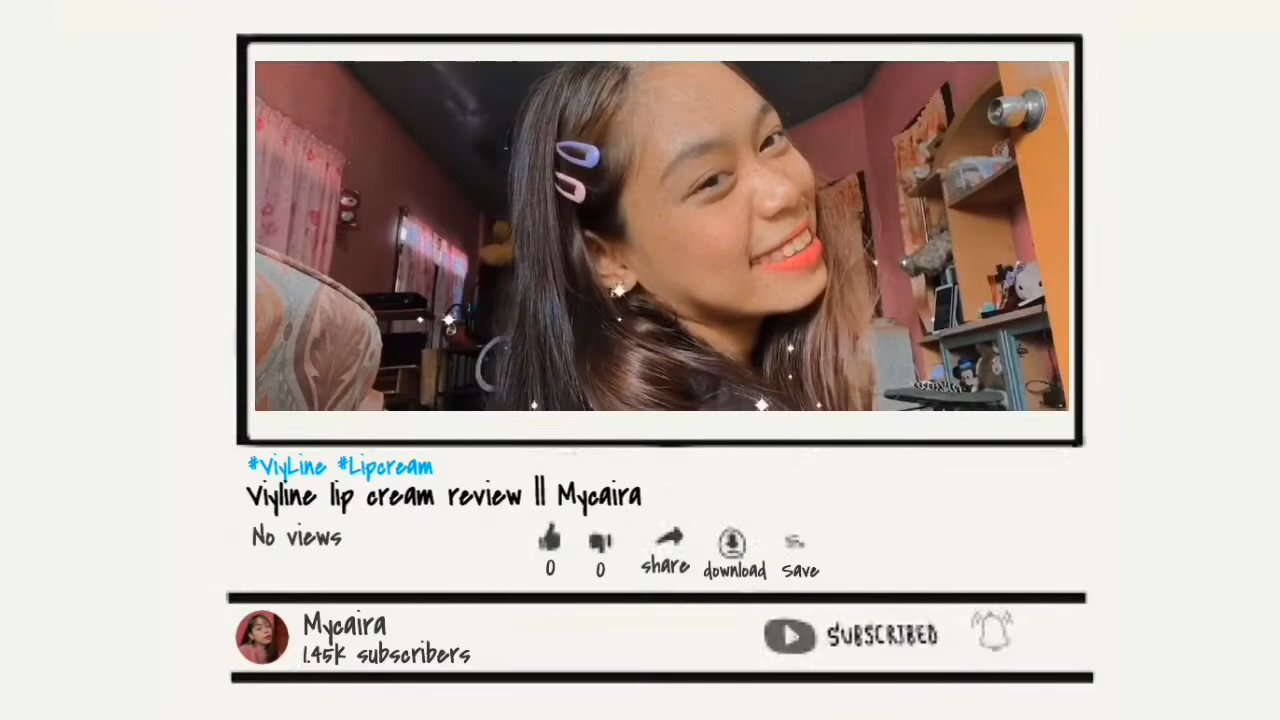 #ViyLine #Lipcream
Viyline lip cream review || Mycaira
No views
0
0
share
download
save
Mycaira
1.45K subscribers
SUBSCRIBED